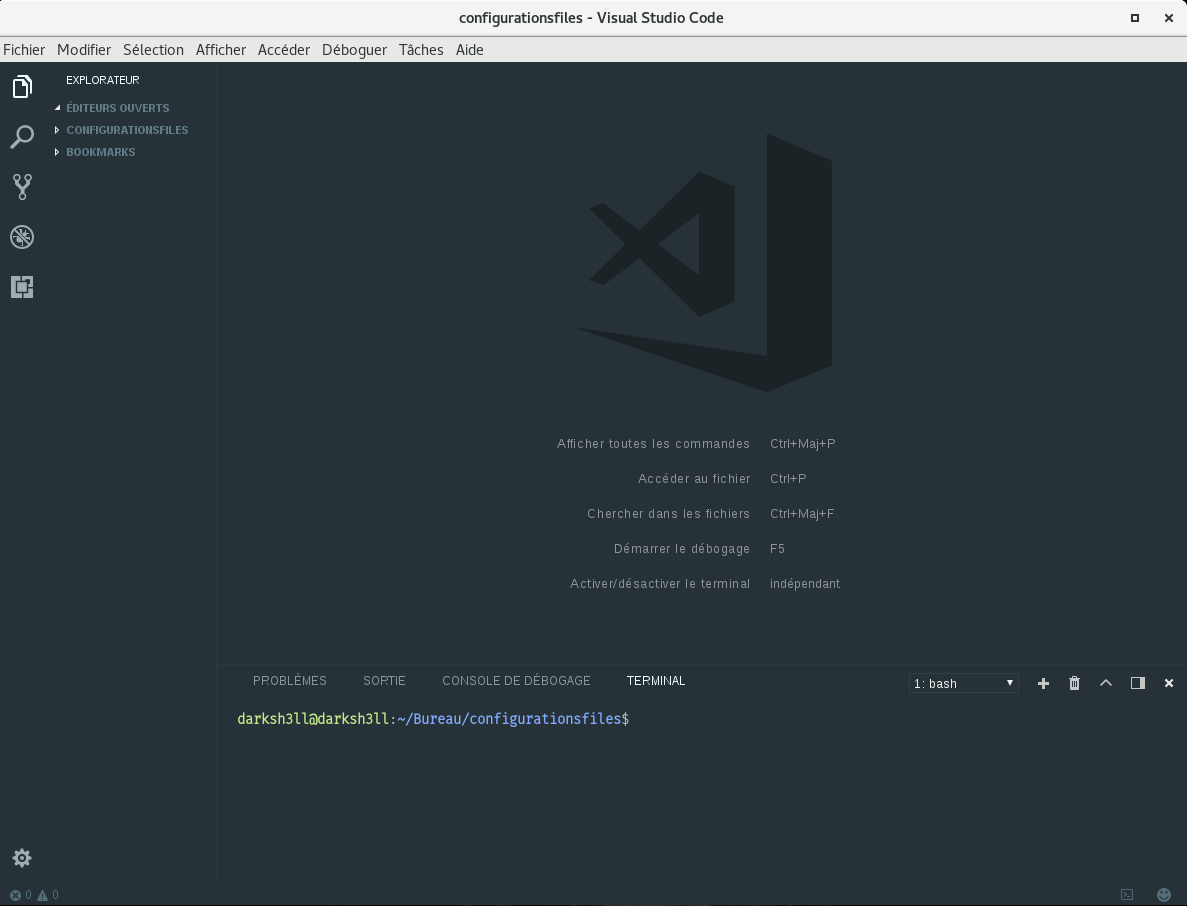 configurationsfiles - Visual Studio Code
Fichier Modifier Sélection Afficher Accéder Déboguer Tâches Aide
EXPLORATEUR
ÉDITEURS OUVERTS
CONFIGURATIONSFILES
BOOKMARKS
Afficher toutes les commandes Ctrl+Maj+P
Accéder au fichier Ctrl+P
Chercher dans les fichiers Ctrl+Maj+F
Démarrer le débogage F5
Activer/désactiver le terminal indépendant
PROBLÈMES SORTIE CONSOLE DE DÉBOGAGE TERMINAL 1: bash
darksh3ll@darksh3ll:~/Bureau/configurationsfiles$
0 0